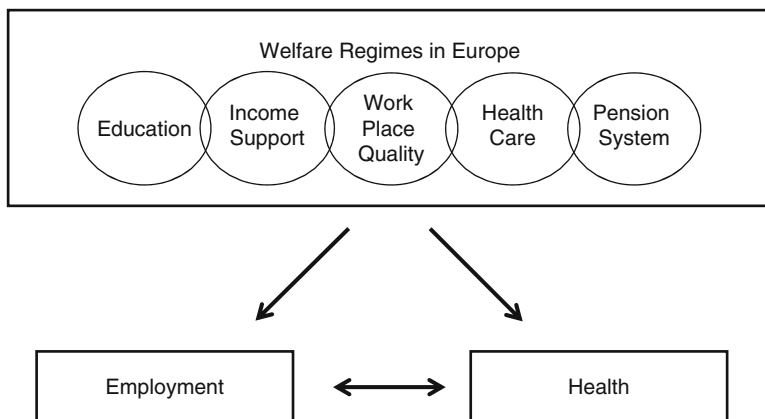 Welfare Regimes in Europe
Education
Income
Support
Work
Place
Quality
Health
Care
Pension
System
Employment
Health